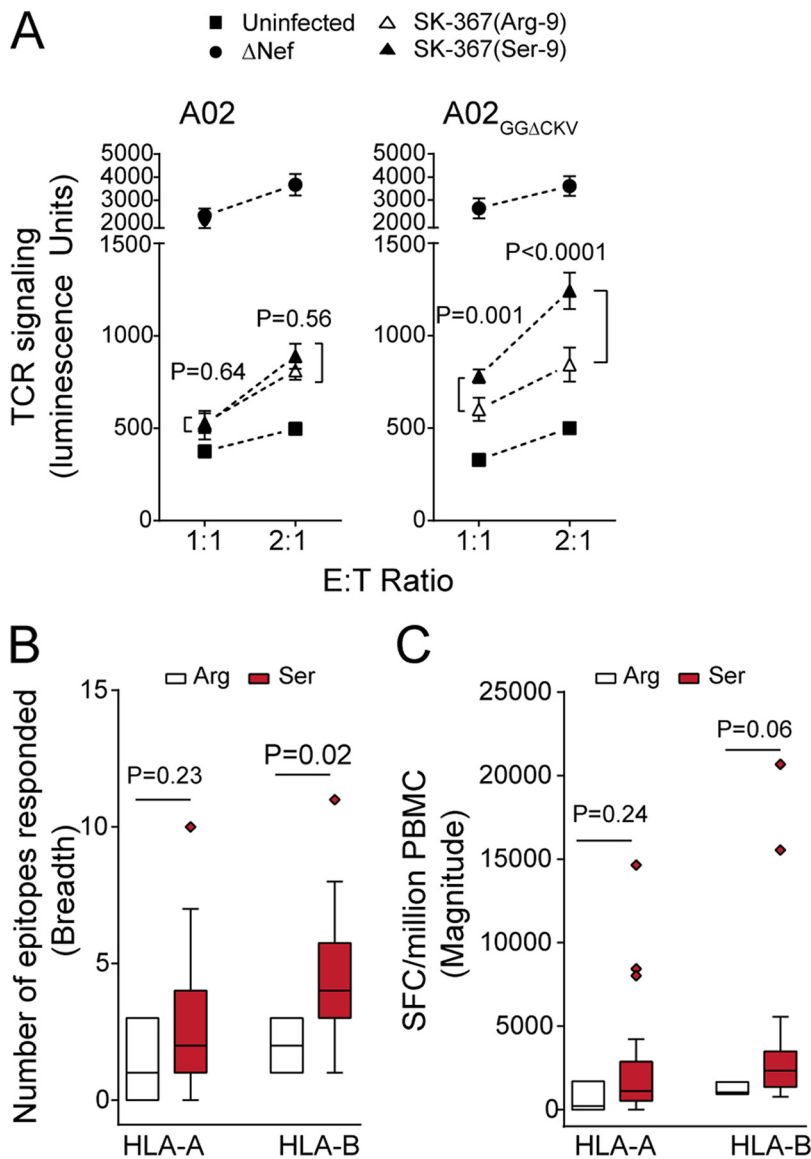 A
Uninfected
SK-367(Arg-9)
ΔNef
SK-367(Ser-9)
A02
A02GGΔCKV
TCR signaling
(luminescence Units)
5000
4000
3000
2000
1500
1000
500
0
P=0.64
P=0.56
1:1
2:1
5000
4000
3000
2000
1500
1000
500
0
P=0.001
P<0.0001
1:1
2:1
E:T Ratio
B
Arg
Ser
Number of epitopes responded
(Breadth)
15
10
5
0
P=0.23
P=0.02
HLA-A
HLA-B
C
Arg
Ser
SFC/million PBMC
(Magnitude)
25000
20000
15000
10000
5000
0
P=0.24
P=0.06
HLA-A
HLA-B